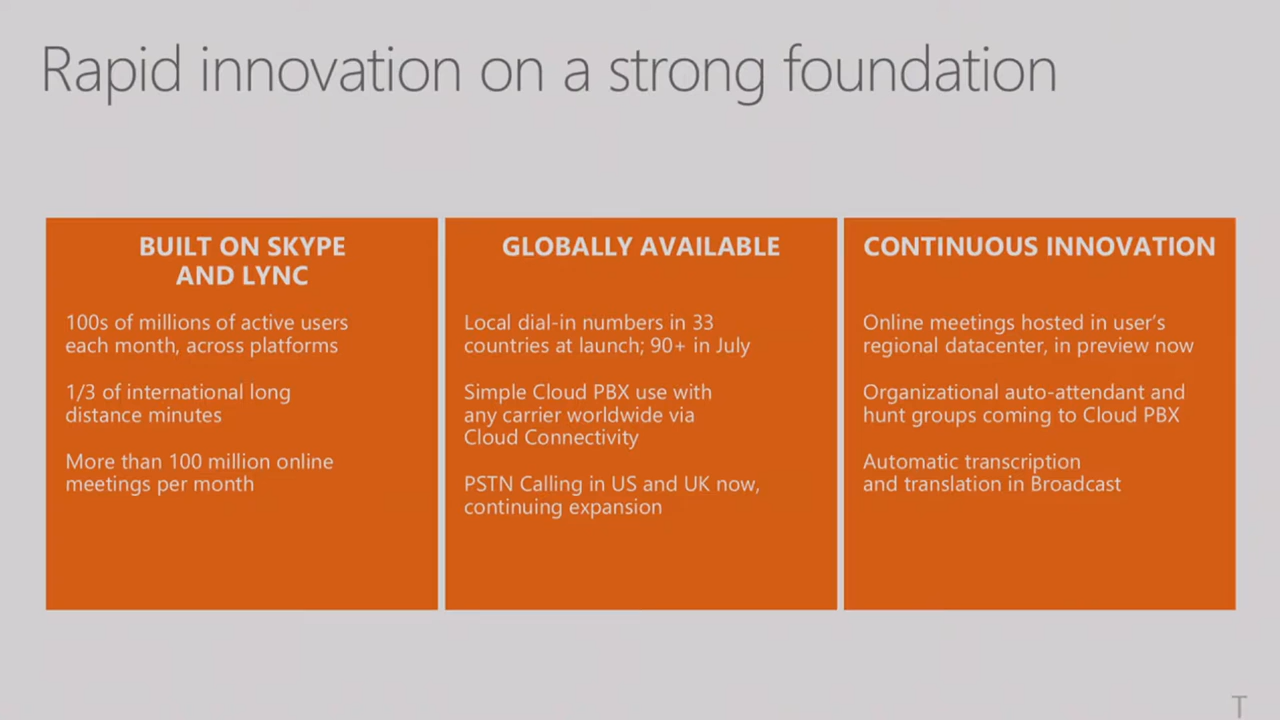 Rapid innovation on a strong foundation
BUILT ON SKYPE
AND LYNC
100s of millions of active users
each month, across platforms
1/3 of international long
distance minutes
More than 100 million online
meetings per month
GLOBALLY AVAILABLE
Local dial-in numbers in 33
countries at launch; 90+ in July
Simple Cloud PBX use with
any carrier worldwide via
Cloud Connectivity
PSTN Calling in US and UK now,
continuing expansion
CONTINUOUS INNOVATION
Online meetings hosted in user’s
regional datacenter, in preview now
Organizational auto-attendant and
hunt groups coming to Cloud PBX
Automatic transcription
and translation in Broadcast
T